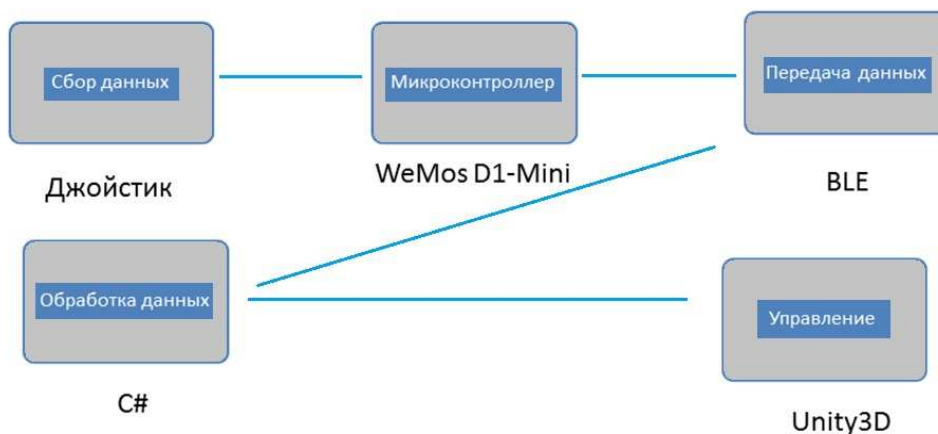 Сбор данных
Джойстик
Микроконтроллер
WeMos D1-Mini
Передача данных
BLE
Обработка данных
C#
Управление
Unity3D